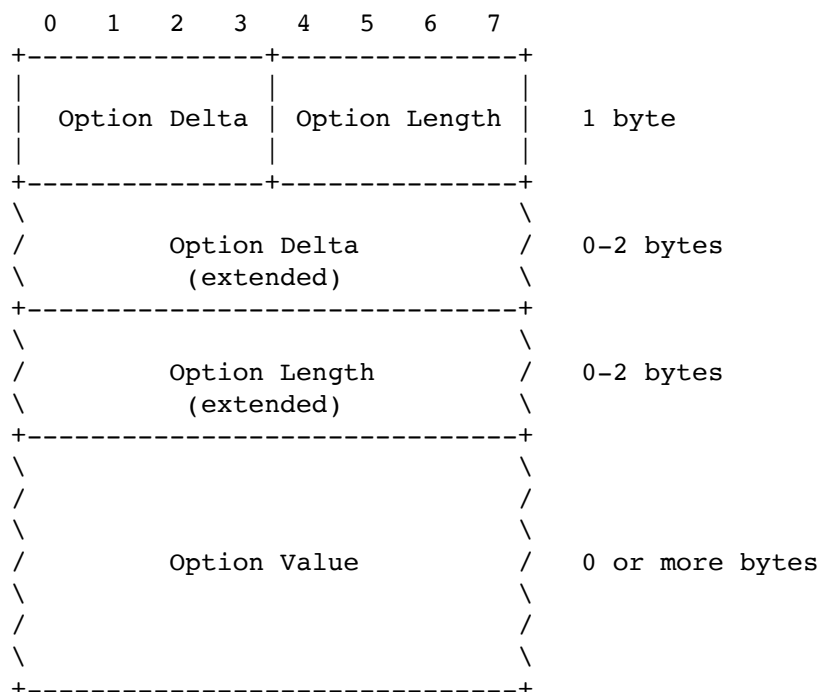 0 1 2 3 4 5 6 7
Option Delta Option Length 1 byte
Option Delta 0-2 bytes
(extended)
Option Length 0-2 bytes
(extended)
Option Value 0 or more bytes